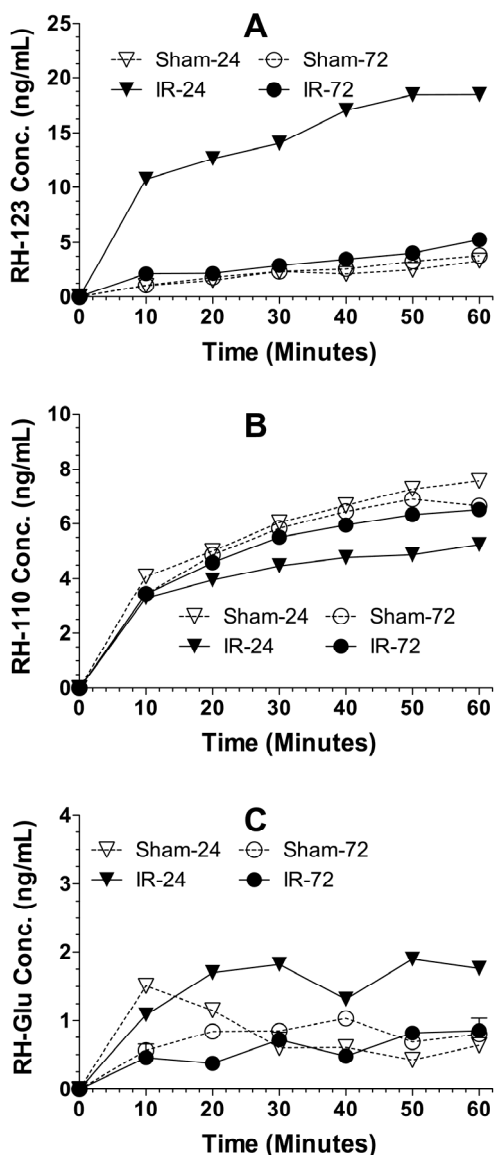 A
Sham-24 Sham-72
IR-24 IR-72
RH-123 Conc. (ng/mL)
25
20
15
10
5
0
0 10 20 30 40 50 60
Time (Minutes)
B
RH-110 Conc. (ng/mL)
10
8
6
4
2
0
Sham-24 Sham-72
IR-24 IR-72
0 10 20 30 40 50 60
Time (Minutes)
C
Sham-24 Sham-72
IR-24 IR-72
RH-Glu Conc. (ng/mL)
4
3
2
1
0
0 10 20 30 40 50 60
Time (Minutes)